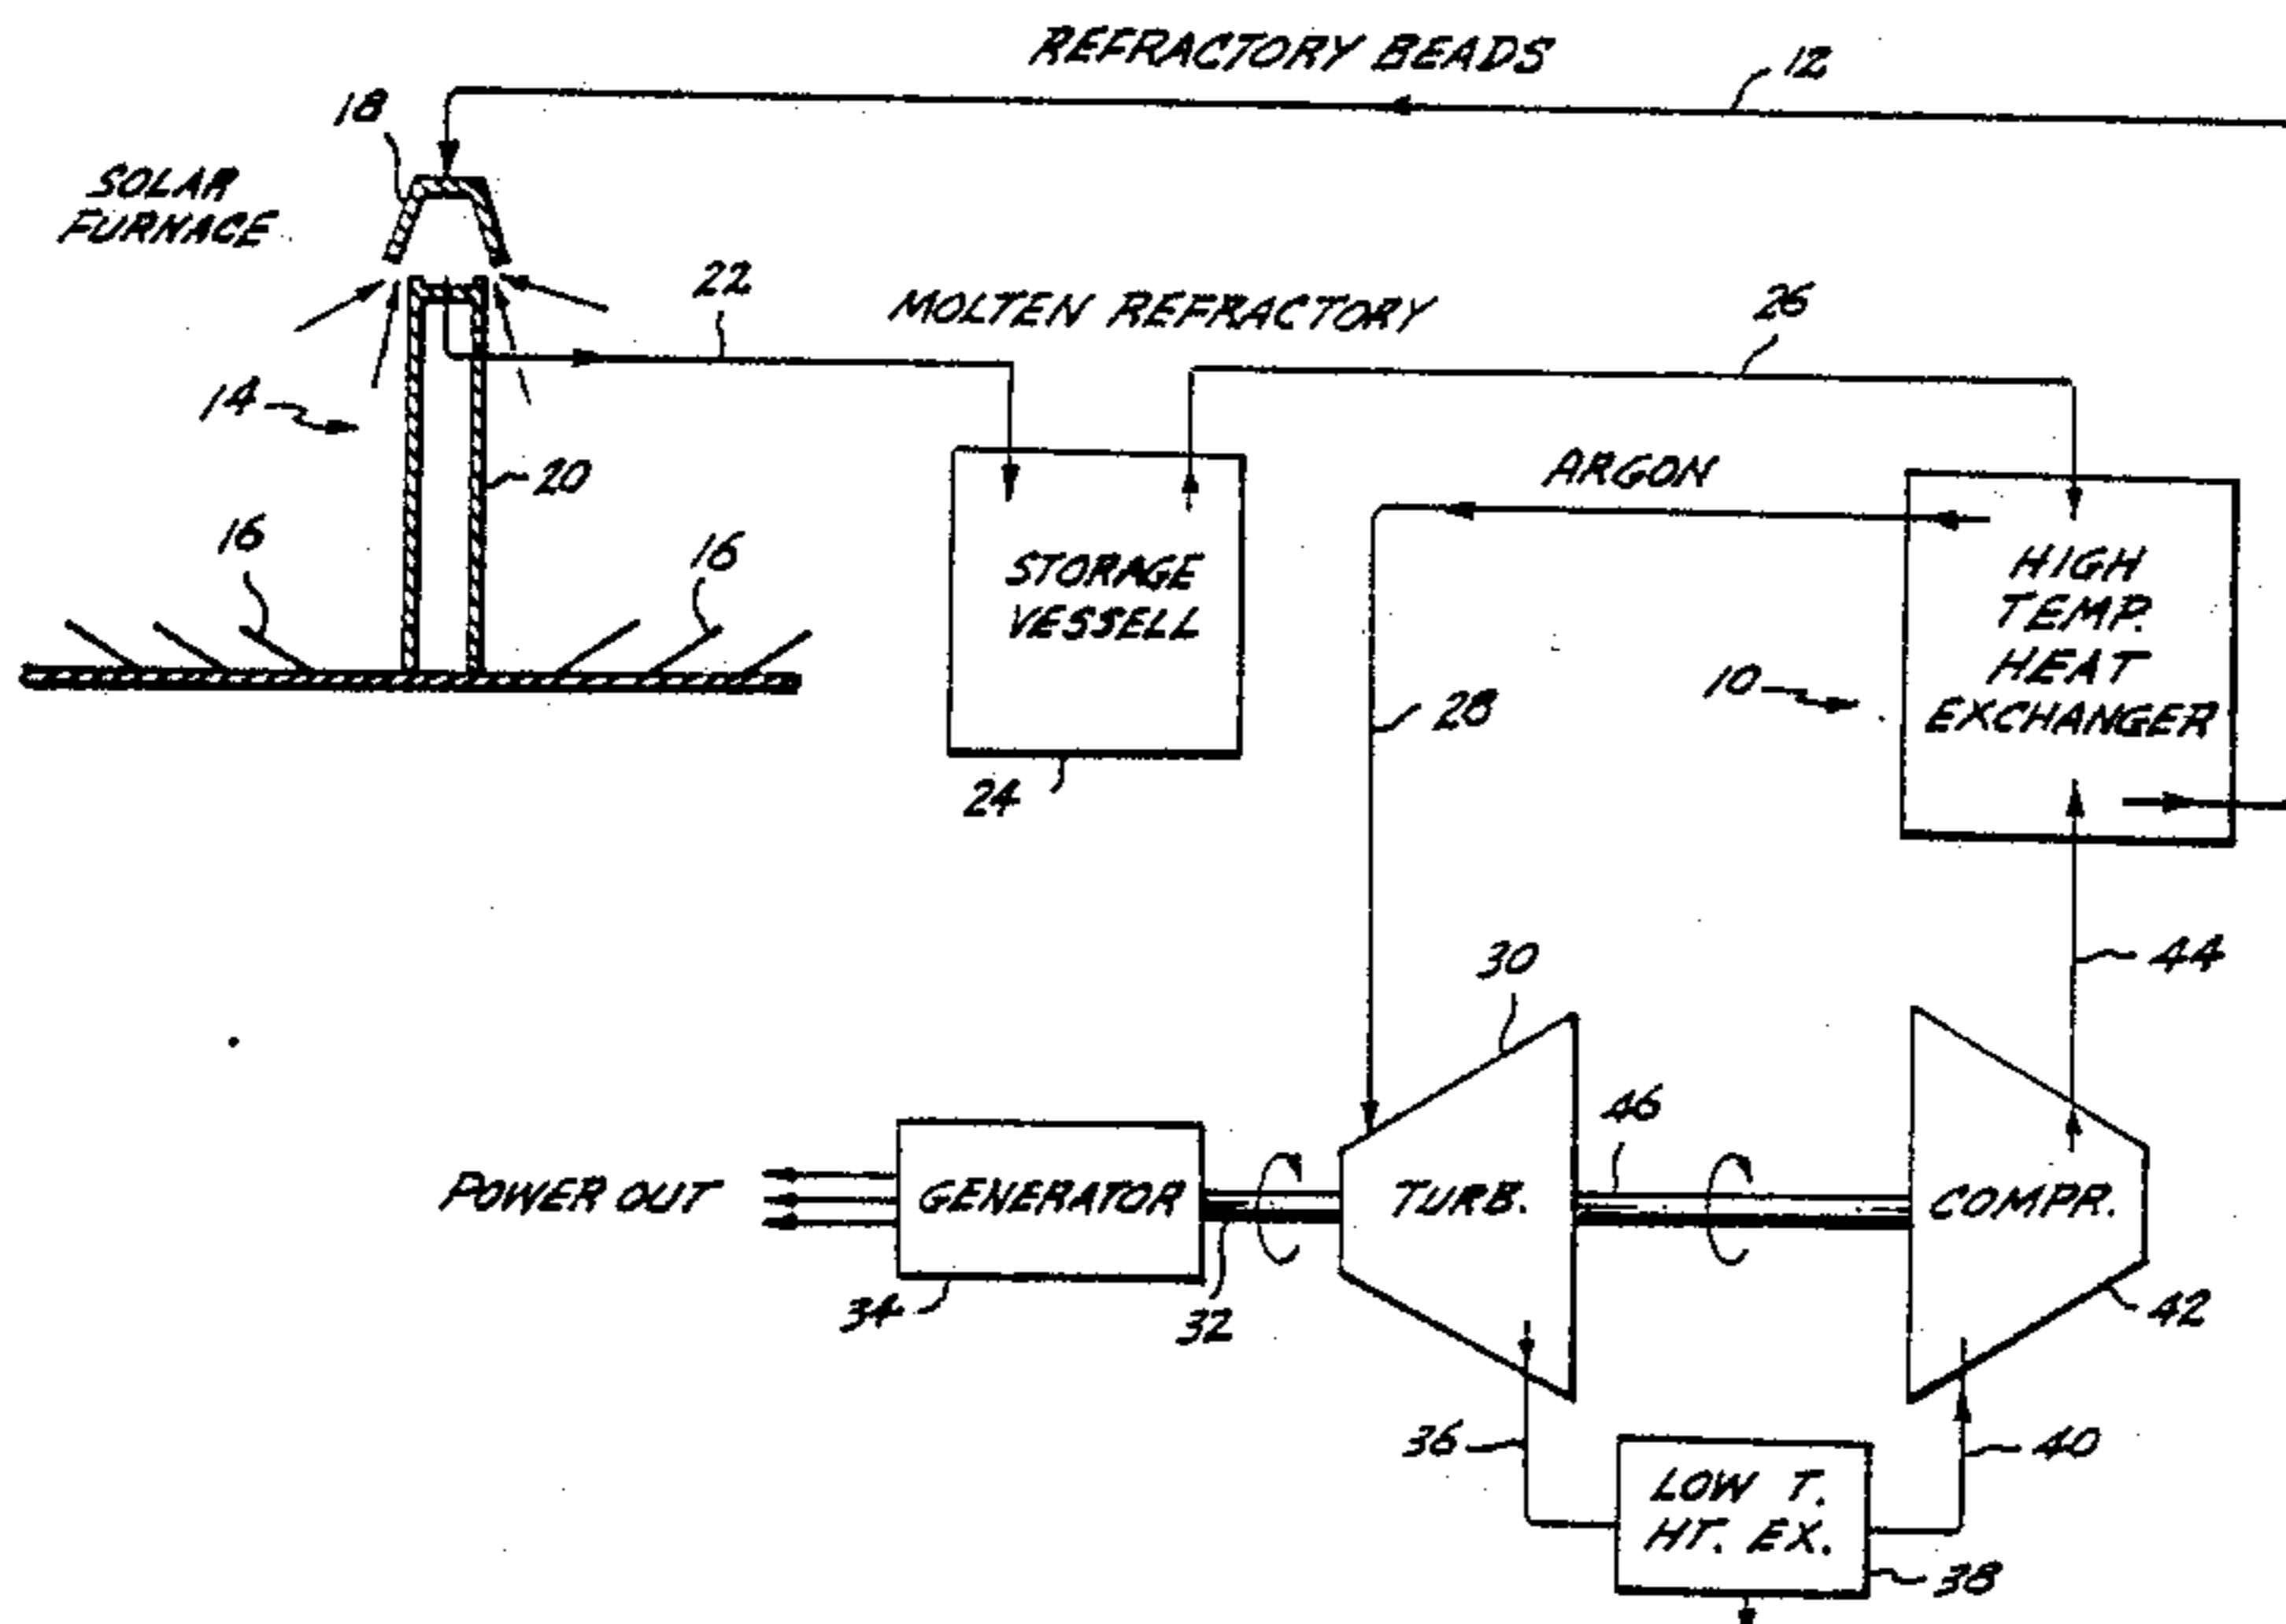 REFRACTORY BEADS
12
18
SOLAR
FURNACE
22
MOLTEN REFRACTORY
26
14
20
ARGON
16
16
STORAGE
VESSELL
HIGH
TEMP.
HEAT
EXCHANGER
10
28
24
30
44
46
POWER OUT
GENERATOR
TURB.
COMPR.
34
32
42
36
40
LOW T.
HT. EX.
38